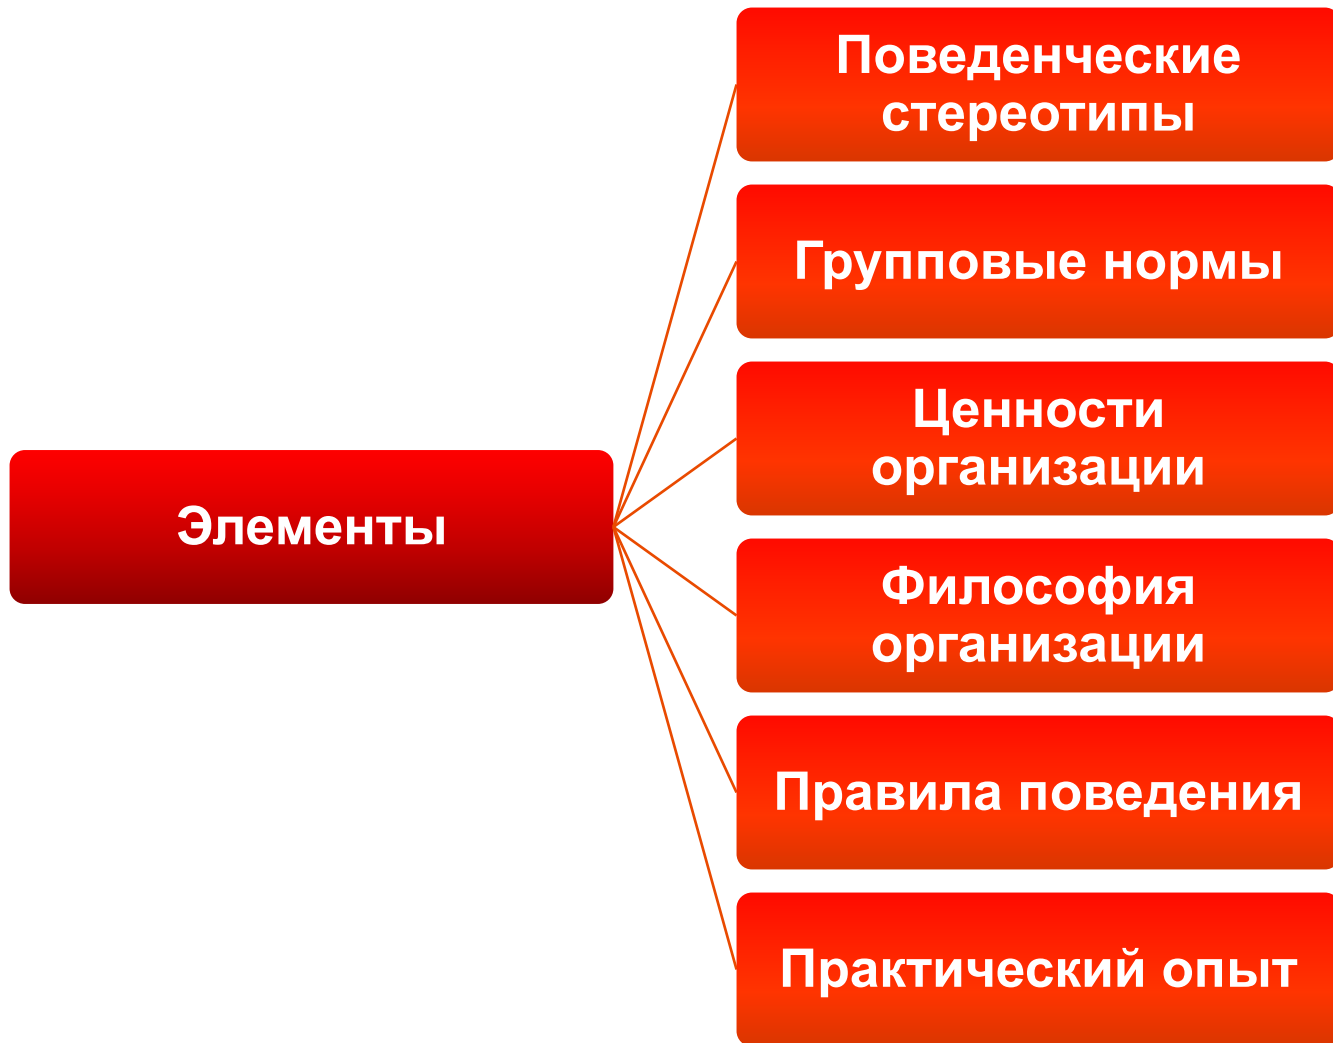 Поведенческие
стереотипы
Групповые нормы
Ценности
организации
Элементы
Философия
организации
Правила поведения
Практический опыт